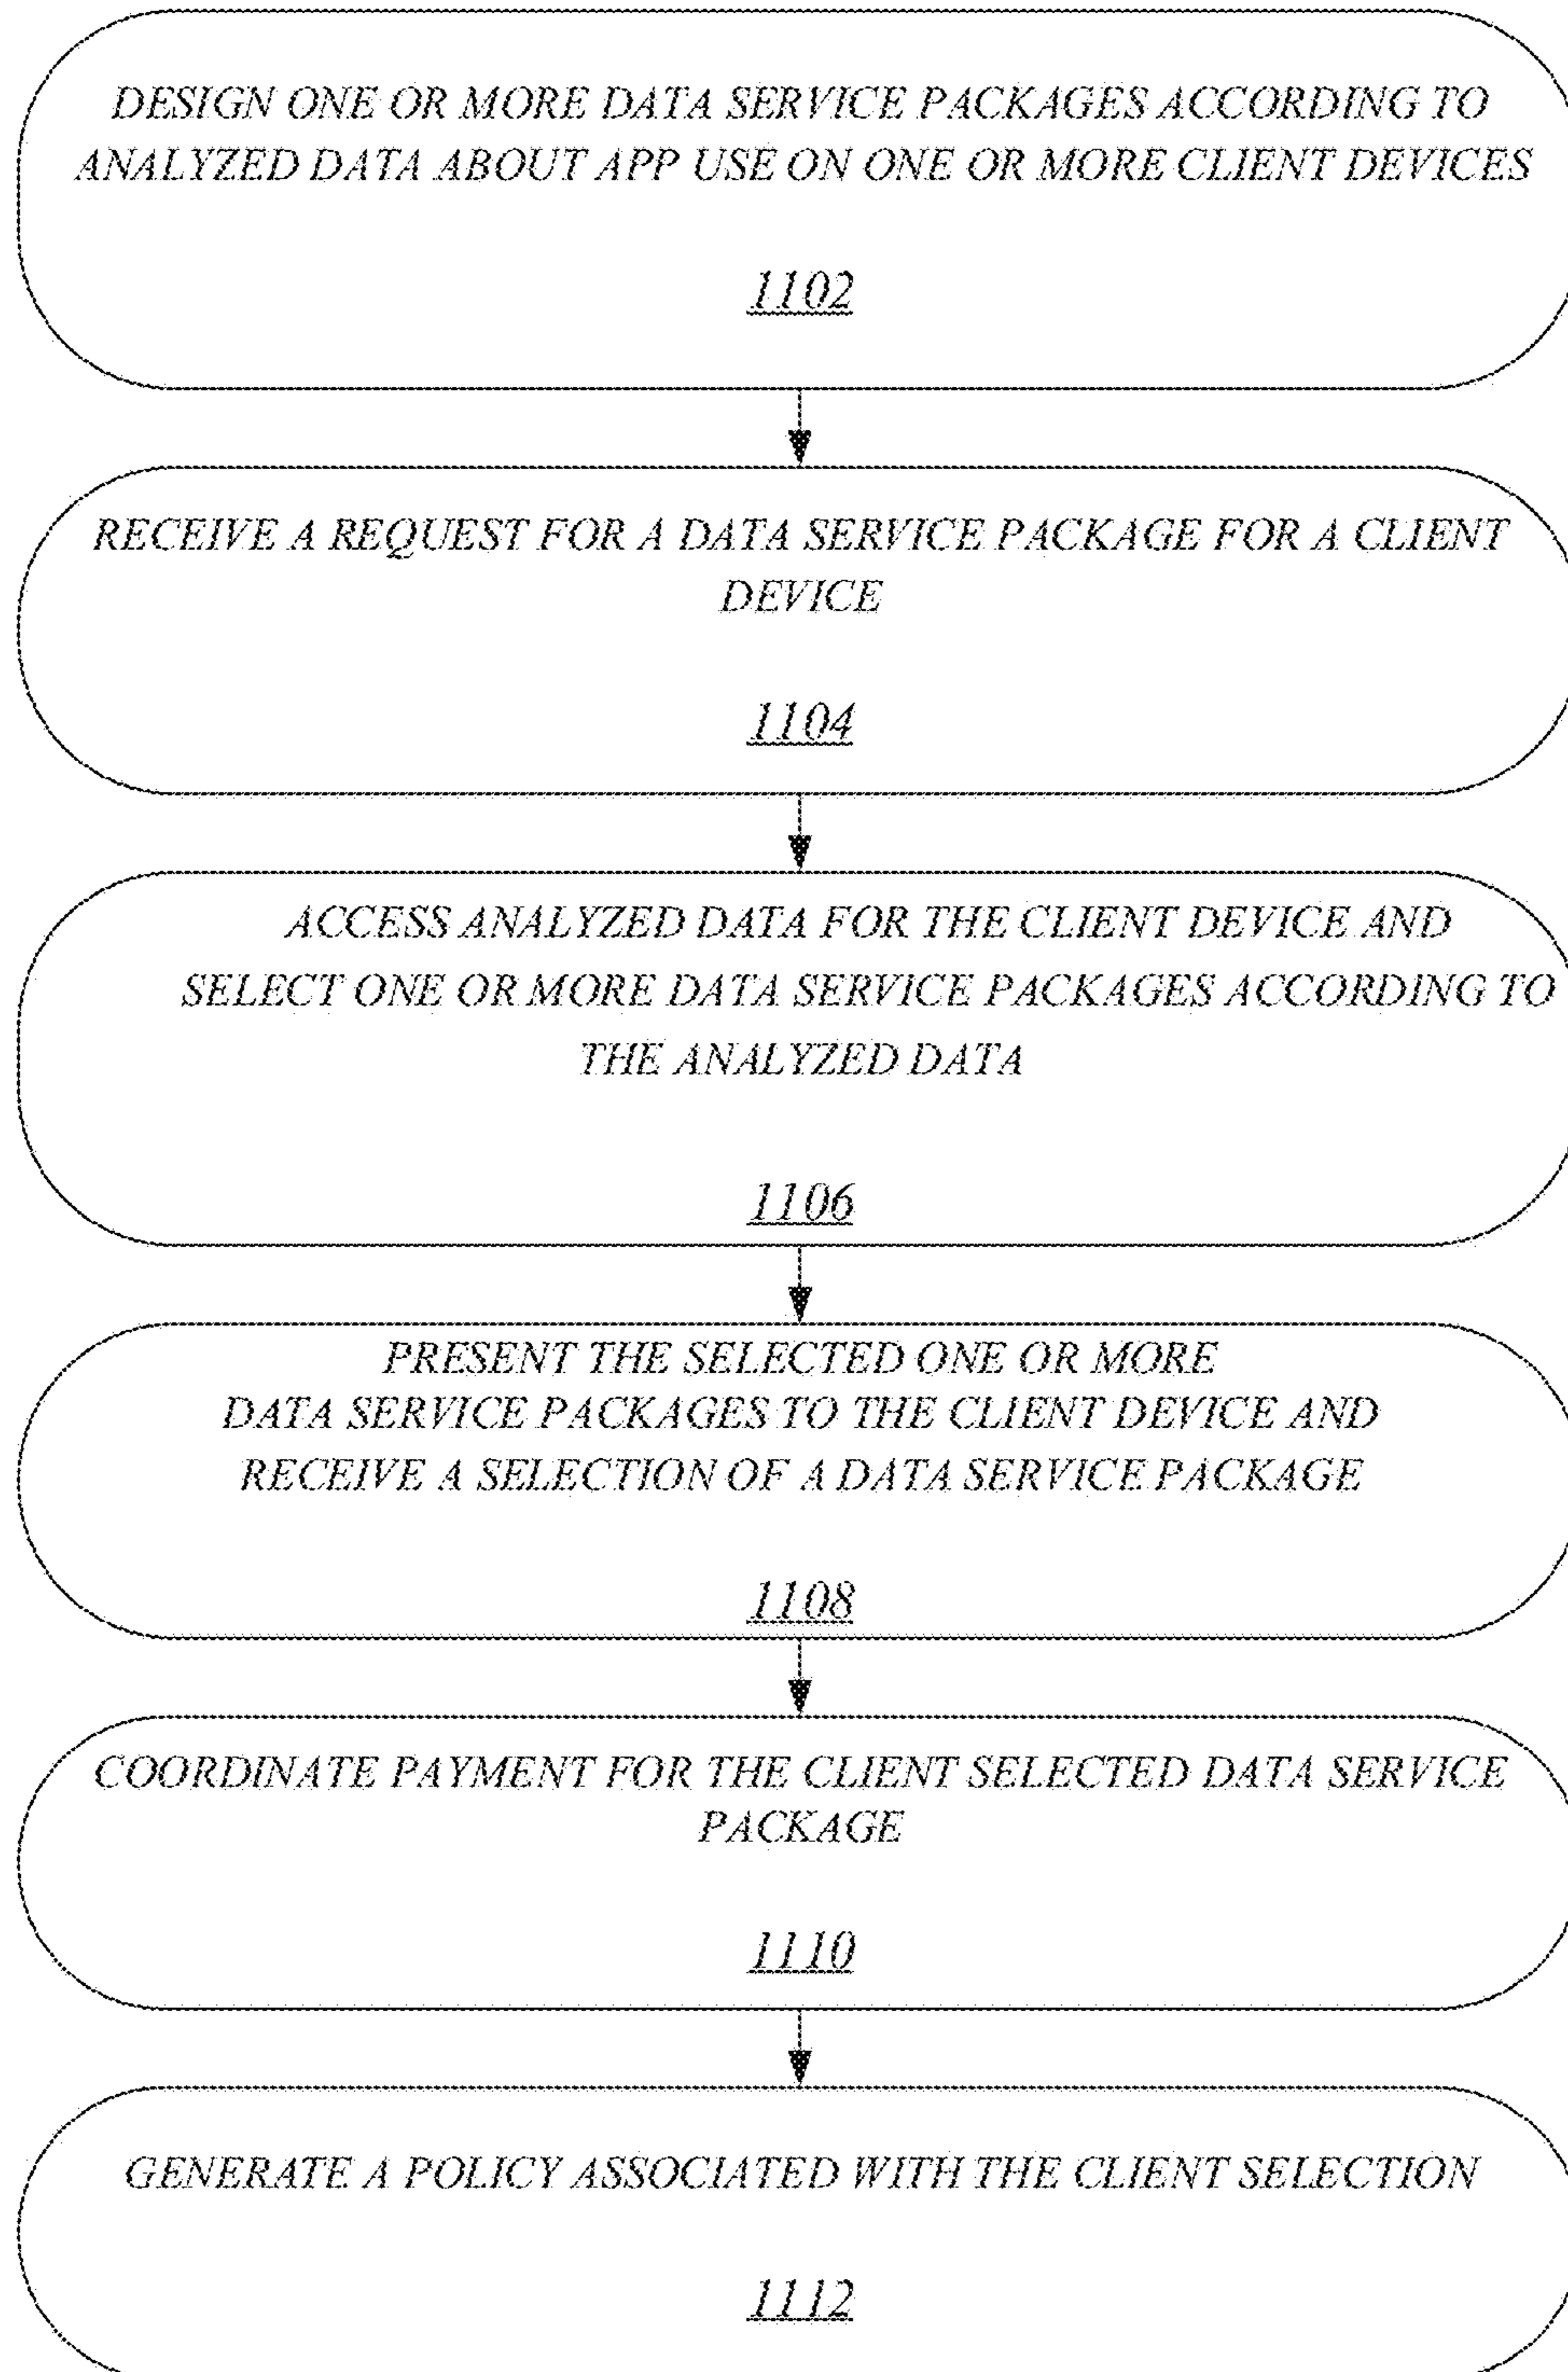 DESIGN ONE OR MORE DATA SERVICE PACKAGES ACCORDING TO
ANALYZED DATA ABOUT APP USE ON ONE OR MORE CLIENT DEVICES
1102
RECEIVE A REQUEST FOR A DATA SERVICE PACKAGE FOR A CLIENT
DEVICE
1104
ACCESS ANALYZED DATA FOR THE CLIENT DEVICE AND
SELECT ONE OR MORE DATA SERVICE PACKAGES ACCORDING TO
THE ANALYZED DATA
1106
PRESENT THE SELECTED ONE OR MORE
DATA SERVICE PACKAGES TO THE CLIENT DEVICE AND
RECEIVE A SELECTION OF A DATA SERVICE PACKAGE
1108
COORDINATE PAYMENT FOR THE CLIENT SELECTED DATA SERVICE
PACKAGE
1110
GENERATE A POLICY ASSOCIATED WITH THE CLIENT SELECTION
1112